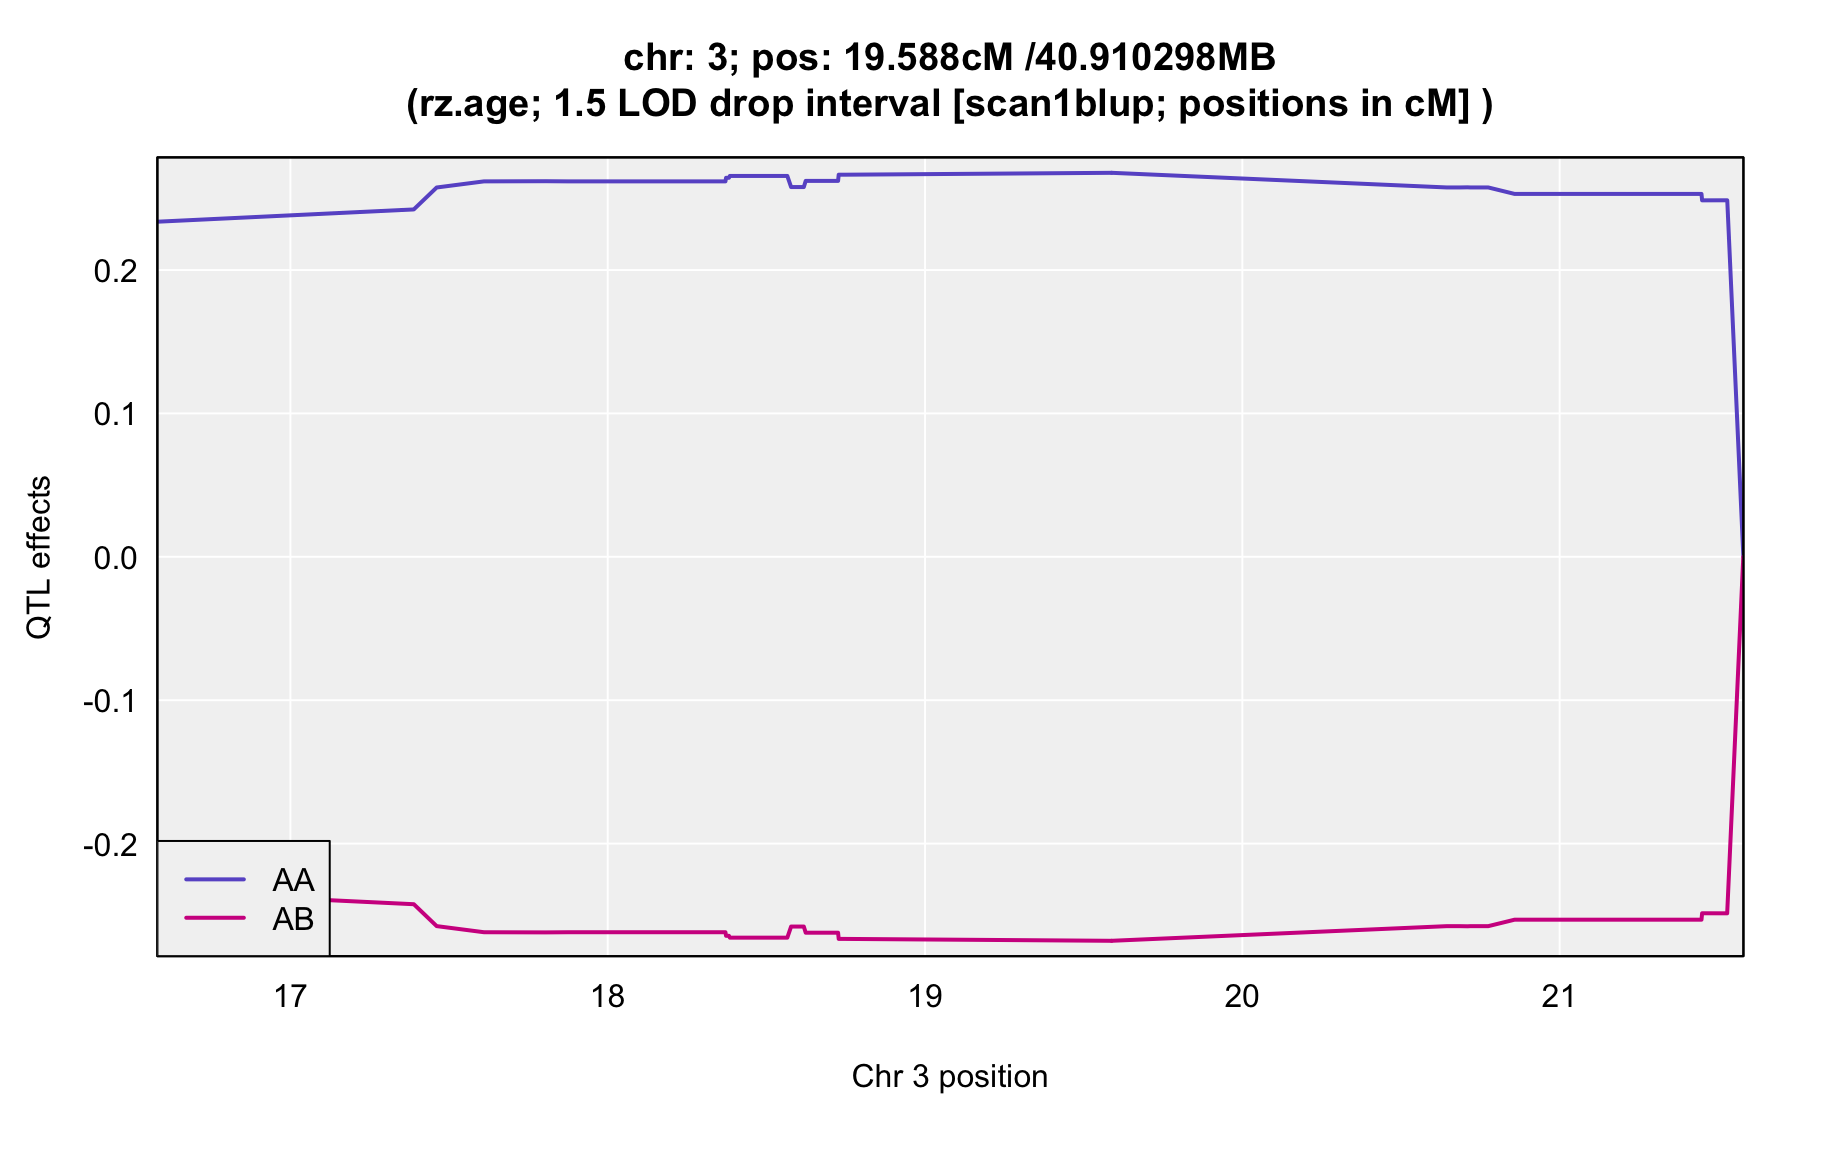 chr: 3; pos: 19.588cM /40.910298MB
(rz.age; 1.5 LOD drop interval [scan1blup; positions in cM] )
QTL effects
0.2
0.1
0.0
-0.1
-0.2
AA
AB
17 18 19 20 21
Chr 3 position